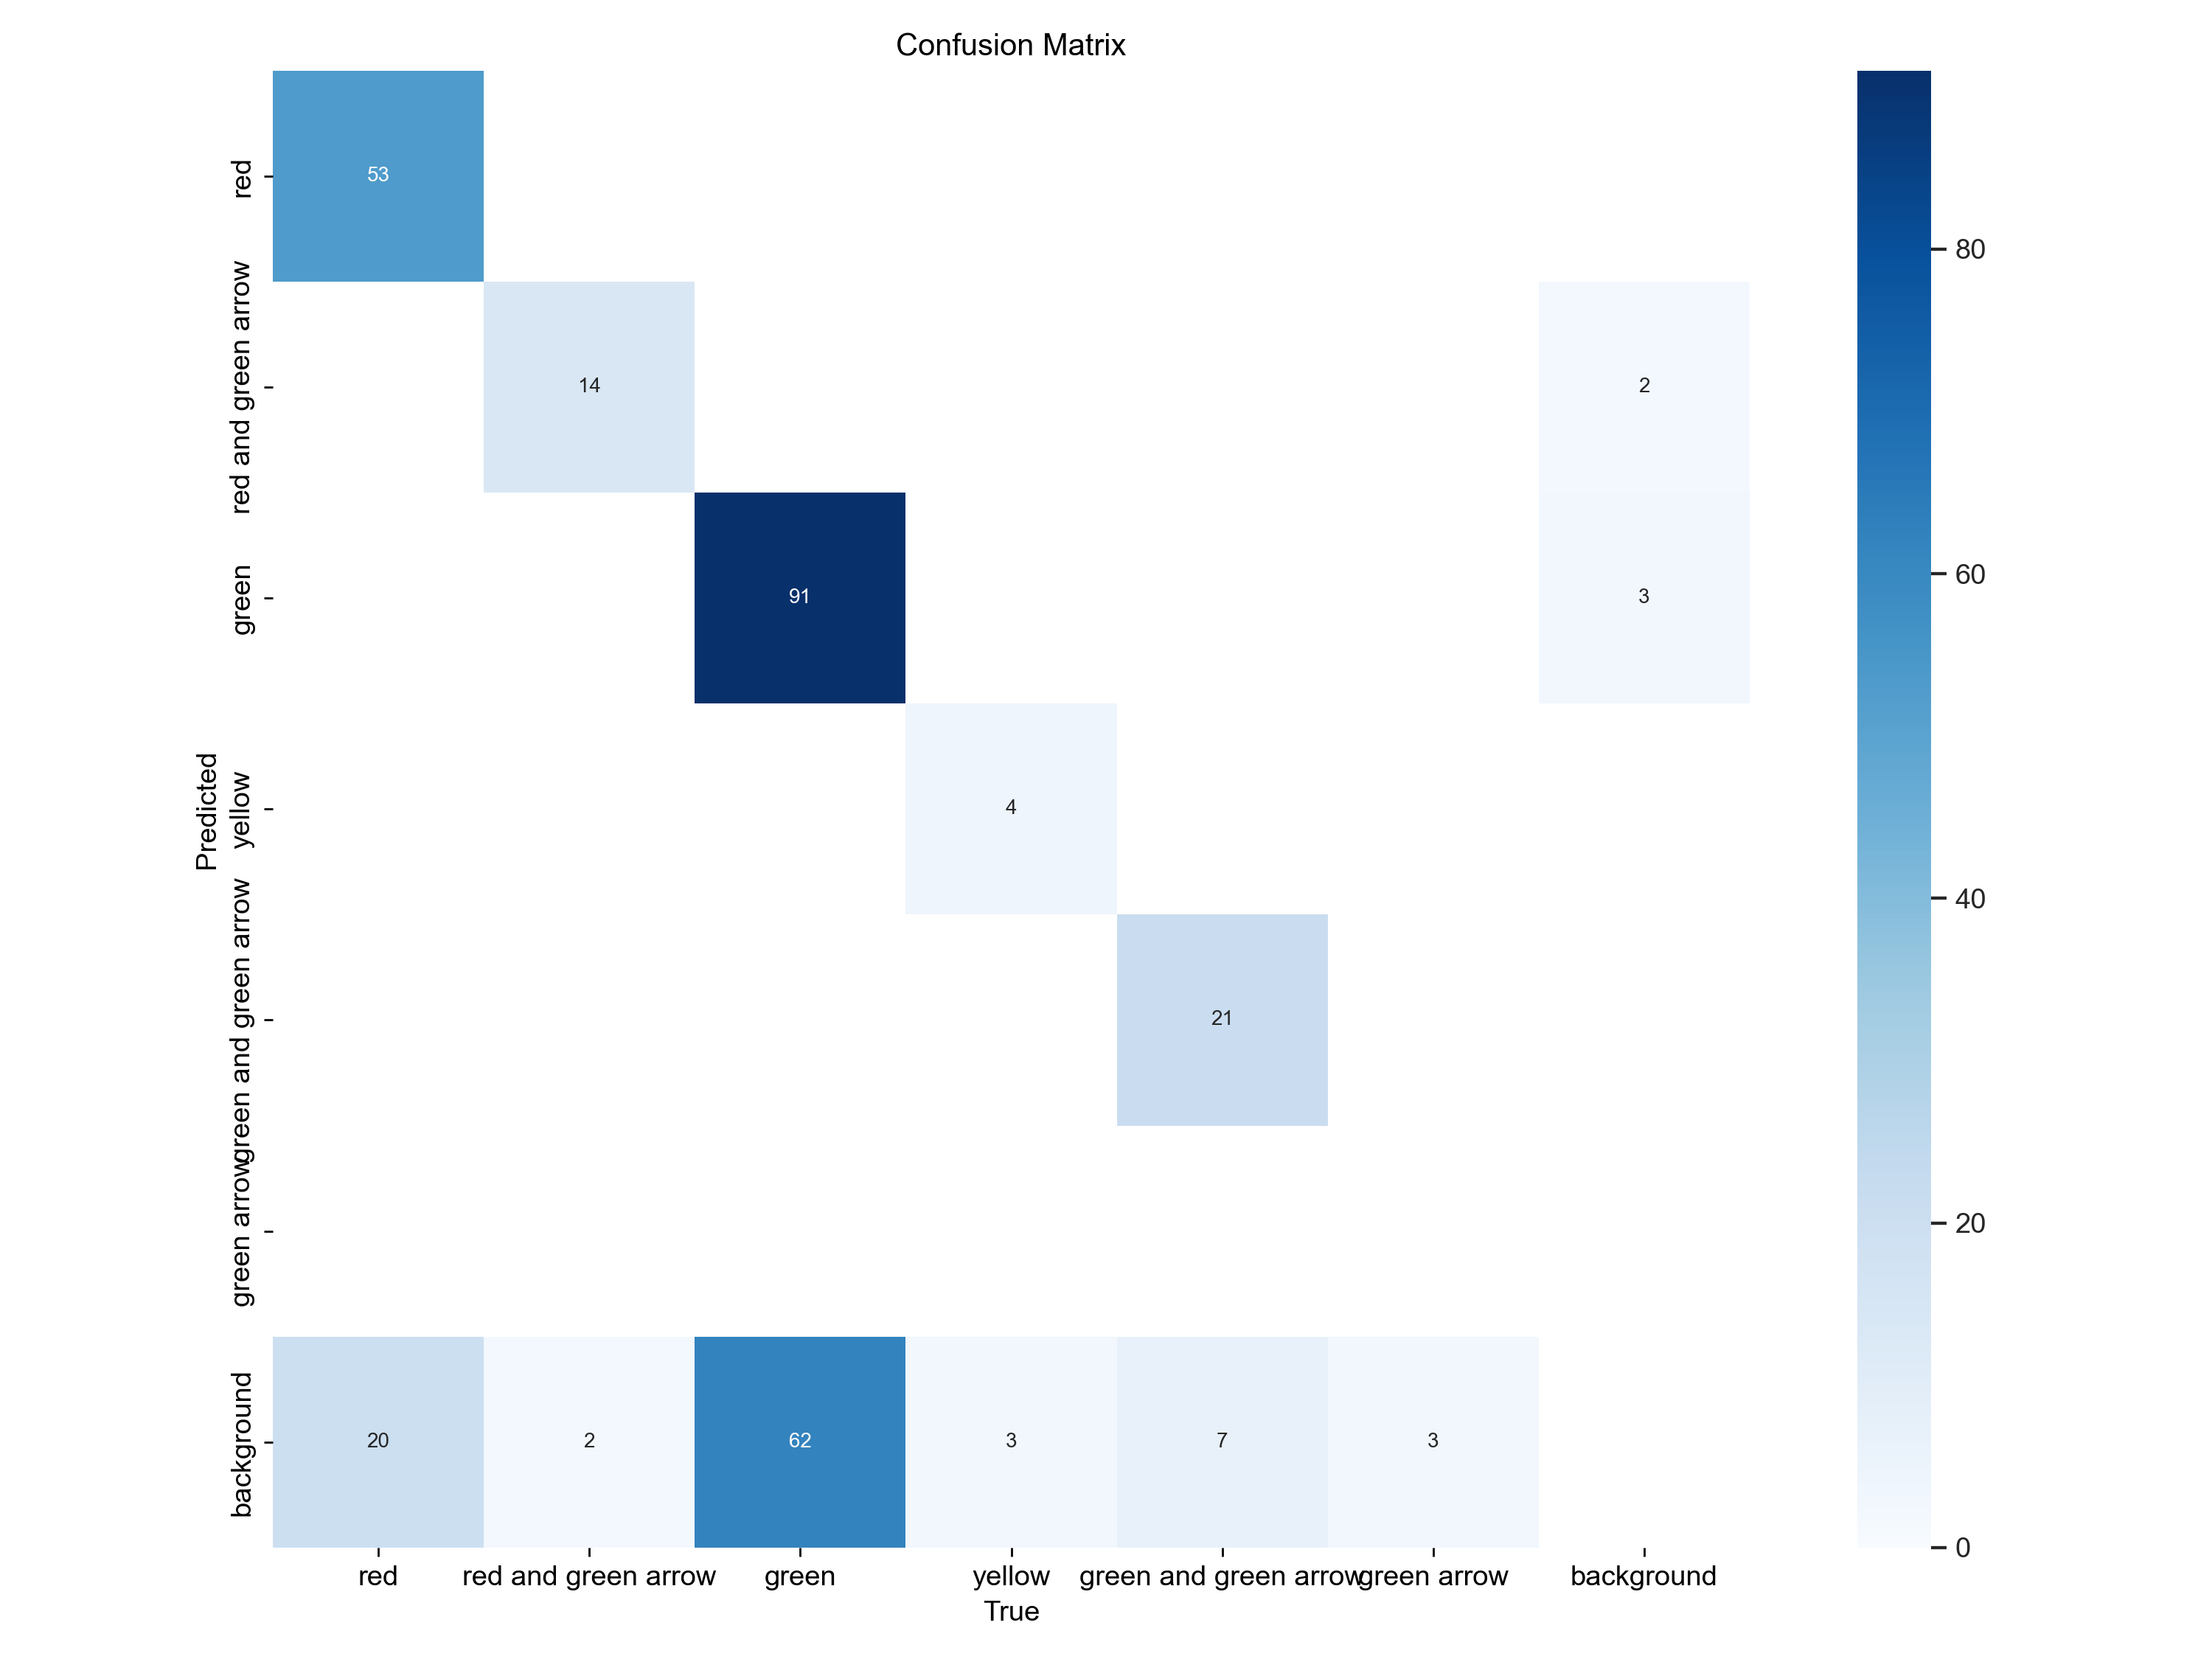 Confusion Matrix
red
53
red and green arrow
14
2
green
91
3
Predicted
yellow
4
green and green arrow
21
green arrow
background
20
2
62
3
7
3
red
red and green arrow
green
yellow
green and green arrow
green arrow
background
True
80
60
40
20
0